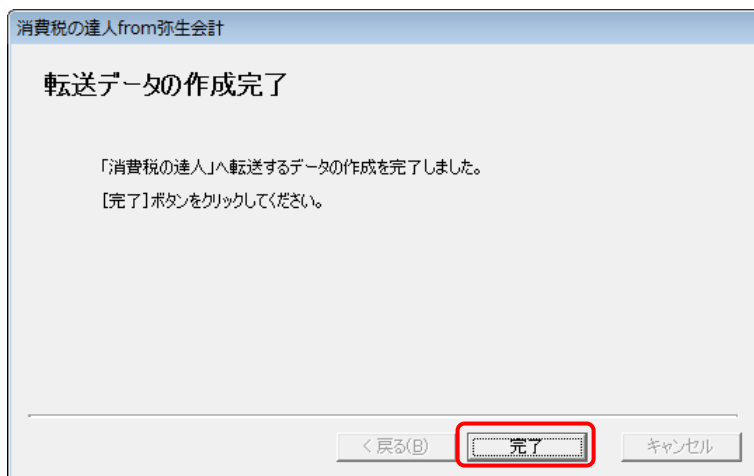 消費税の達人from弥生会計
転送データの作成完了
「消費税の達人」へ転送するデータの作成を完了しました。
[完了]ボタンをクリックしてください。
< 戻る(B)
完了
キャンセル